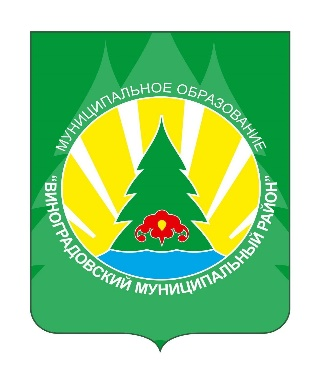 МУНИЦИПАЛЬНОЕ ОБРАЗОВАНИЕ
"ВИНОГРАДОВСКИЙ МУНИЦИПАЛЬНЫЙ РАЙОН"